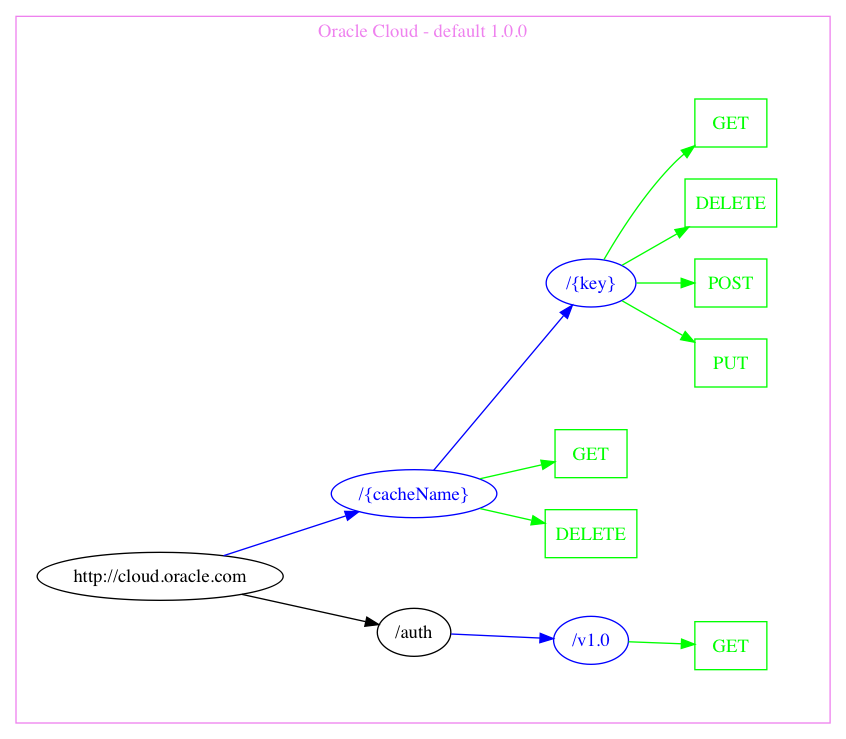 Oracle Cloud - default 1.0.0
GET
DELETE
/{key}
POST
PUT
GET
/{cacheName}
DELETE
http://cloud.oracle.com
/auth
/v1.0
GET